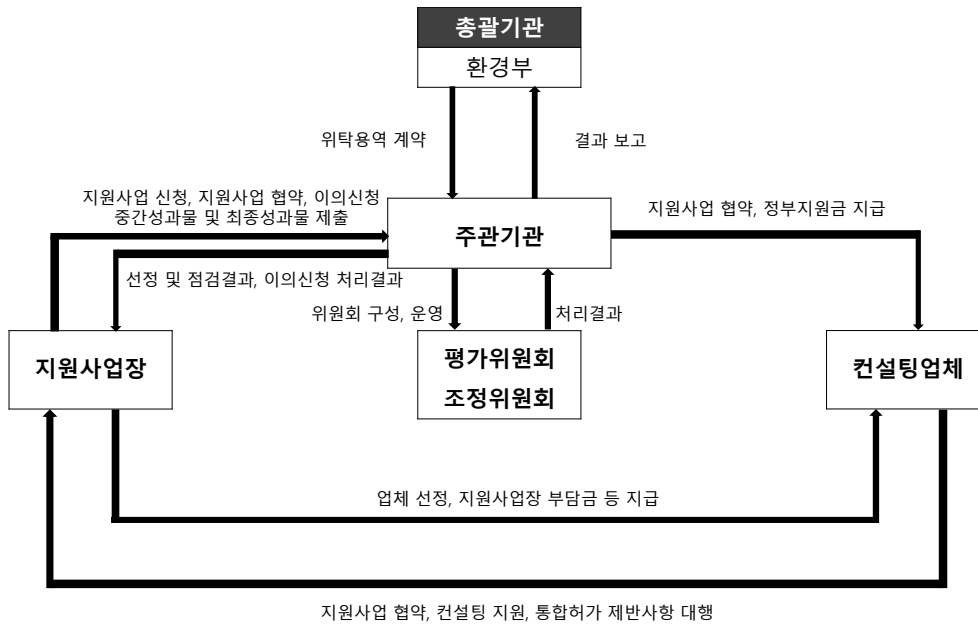 총괄기관
환경부
위탁용역 계약
결과 보고
지원사업 신청, 지원사업 협약, 이의신청
중간성과물 및 최종성과물 제출
지원사업 협약, 정부지원금 지급
주관기관
선정 및 점검결과, 이의신청 처리결과
위원회 구성, 운영
처리결과
지원사업장
평가위원회
조정위원회
컨설팅업체
업체 선정, 지원사업장 부담금 등 지급
지원사업 협약, 컨설팅 지원, 통합허가 제반사항 대행